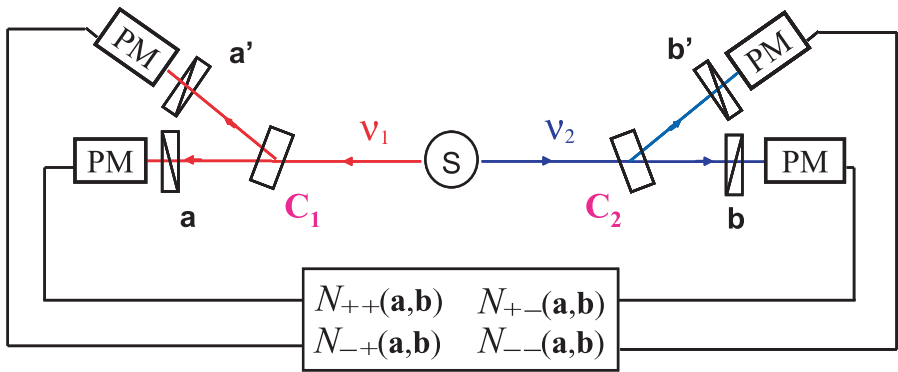 PM a’ b’ PM
ν1 ν2
PM S PM
a C1 C2 b
N++(a,b) N+−(a,b)
N−+(a,b) N−−(a,b)